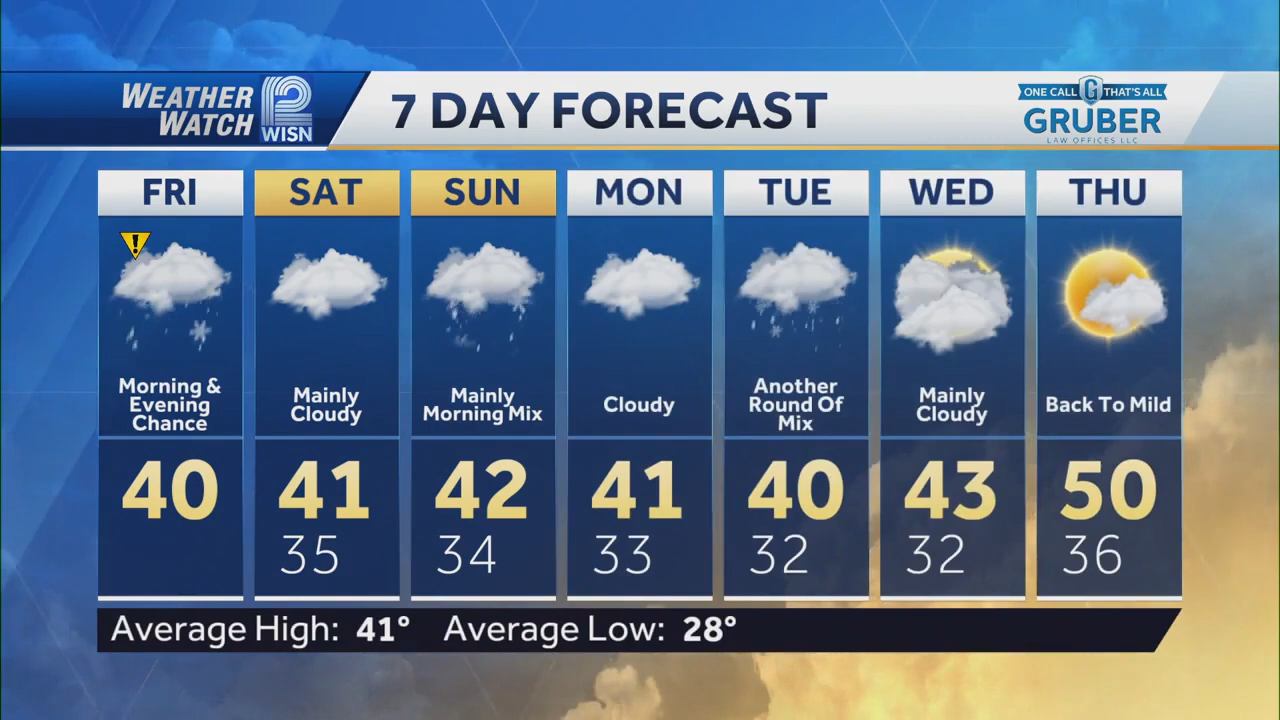 WEATHER
WATCH
12
WISN
7 DAY FORECAST
ONE CALL G THAT'S ALL
GRUBER
LAW OFFICES LLC
FRI
SAT
SUN
MON
TUE
WED
THU
!
Morning &
Evening
Chance
Mainly
Cloudy
Mainly
Morning Mix
Cloudy
Another
Round Of
Mix
Mainly
Cloudy
Back To Mild
40
41
42
41
40
43
50
35
34
33
32
32
36
Average High: 41° Average Low: 28°